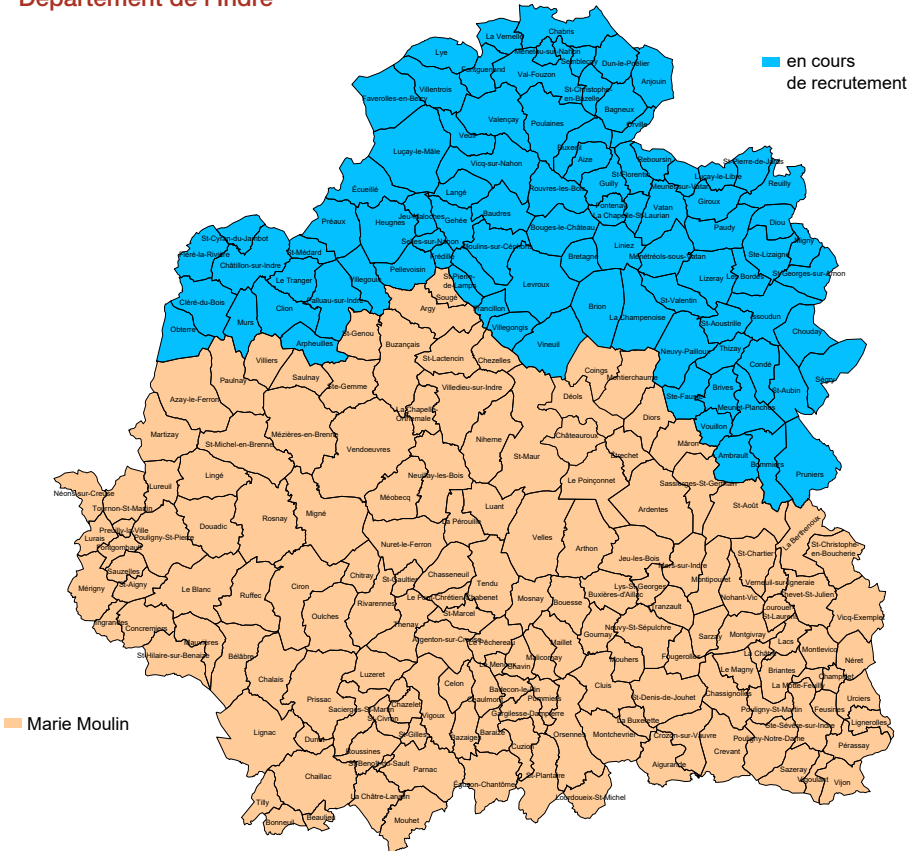 Département de l'Indre
en cours
de recrutement
Marie Moulin
Chabris
La Vernelle
Menetou-sur-Nahon
Sembleçay
Dun-le-Poëlier
Lye
Fontguenand
Val-Fouzon
Anjouin
Villentrois
St-Christophe-
en-Bazelle
Faverolles-en-Berry
Bagneux
Valençay
Poulaines
Orville
Veuil
Luçay-le-Mâle
Buxeuil
Aize
Vicq-sur-Nahon
Reboursin
St-Pierre-de-Jards
St-Florentin
Luçay-le-Libre
Meunet-sur-Vatan
Reuilly
Guilly
Écueillé
Langé
Rouvres-les-Bois
Giroux
Fontenay
Vatan
La Chapelle-St-Laurian
Préaux
Heugnes
Jeu-Maloches
Gehée
Baudres
Bouges-le-Château
Paudy
Diou
Migny
St-Cyran-du-Jambot
Selles-sur-Nahon
Moulins-sur-Céphons
Liniez
Fléré-la-Rivière
St-Médard
Frédille
Bretagne
Ménétréols-sous-Vatan
Ste-Lizaigne
Châtillon-sur-Indre
Pellevoisin
St-Pierre-
de-Lamps
Lizeray
Les Bordes
St-Georges-sur-Arnon
Le Tranger
Villegouin
Levroux
Cléré-du-Bois
Clion
Palluau-sur-Indre
Sougé
Argy
Francillon
Brion
St-Valentin
La Champenoise
Issoudun
Obterre
Murs
St-Genou
Villegongis
St-Aoustrille
Chouday
Arpheuilles
Buzançais
Vineuil
Neuvy-Pailloux
Thizay
Villiers
St-Lactencin
Chezelles
Condé
Paulnay
Saulnay
Ste-Gemme
Villedieu-sur-Indre
Coings
Montierchaume
Ségry
Azay-le-Ferron
Déols
Ste-Fauste
Brives
St-Aubin
La Chapelle-
Orthemale
Meunet-Planches
Diors
Vouillon
Martizay
St-Michel-en-Brenne
Mézières-en-Brenne
Vendoeuvres
Niherne
Châteauroux
St-Maur
Mâron
Étrechet
Ambrault
Bommiers
Pruniers
Lingé
Neuillay-les-Bois
Le Poinçonnet
Sassierges-St-Germain
Lureuil
Néons-sur-Creuse
Méobecq
Luant
Ardentes
St-Août
Tournon-St-Martin
Rosnay
Migné
La Pérouille
Preuilly-la-Ville
Douadic
Lurais
Pouligny-St-Pierre
Velles
La Berthenoux
Fontgombault
Nuret-le-Ferron
Arthon
St-Christophe-
en-Boucherie
Jeu-les-Bois
St-Chartier
Mers-sur-Indre
Sauzelles
Chitray
St-Gaultier
Chasseneuil
Tendu
Montipouret
Verneuil-sur-Igneraie
Mérigny
St-Aigny
Le Blanc
Ruffec
Ciron
Rivarennes
Le Pont-Chrétien-Chabenet
Mosnay
Bouesse
Lys-St-Georges
Buxières-d'Aillac
Nohant-Vic
Thevet-St-Julien
Tranzault
Lourouer-
St-Laurent
Oulches
St-Marcel
Vicq-Exemplet
Ingrandes
Concremiers
Thenay
Gournay
Neuvy-St-Sépulchre
Sarzay
Montgivray
Mauvières
Argenton-sur-Creuse
Le Pêchereau
Maillet
Lacs
La Châtre
Montlevicq
St-Hilaire-sur-Benaize
Bélâbre
Malicornay
Mouhers
Fougerolles
Néret
Luzeret
Le Menoux
Chavin
Le Magny
Briantes
Champillet
Chalais
Celon
Badecon-le-Pin
Cluis
La Motte-Feuilly
Prissac
Chazelet
Beaumont
Pommiers
St-Denis-de-Jouhet
Chassignolles
Urciers
Sacierges-St-Martin
St-Civran
Vigoux
Gargilesse-Dampierre
Pouligny-St-Martin
Feusines
La Buxerette
Ste-Sévère-sur-Indre
Lignerolles
Lignac
Dunet
St-Gilles
Bazaiges
Baraize
Orsennes
Montchevrier
Crozon-sur-Vauvre
Pouligny-Notre-Dame
Pérassay
Roussines
Cuzion
Crevant
St-Benoît-du-Sault
Parnac
Aigurande
Sazeray
Chaillac
St-Plantaire
Vigoulant
Vijon
Éguzon-Chantôme
La Châtre-Langlin
Lourdoueix-St-Michel
Tilly
Beaulieu
Bonneuil
Mouhet